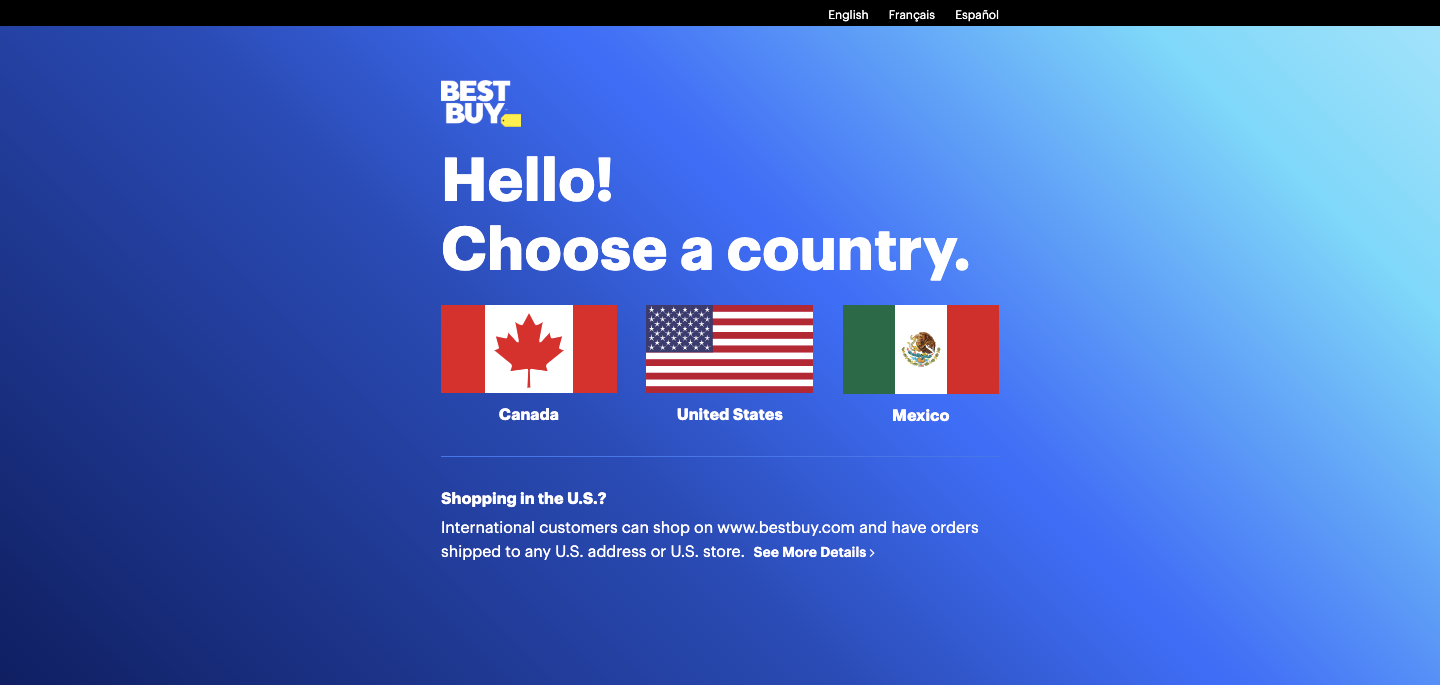 English Français Español
BEST
BUY
Hello!
Choose a country.
Canada United States Mexico
Shopping in the U.S.?
International customers can shop on www.bestbuy.com and have orders
shipped to any U.S. address or U.S. store. See More Details >